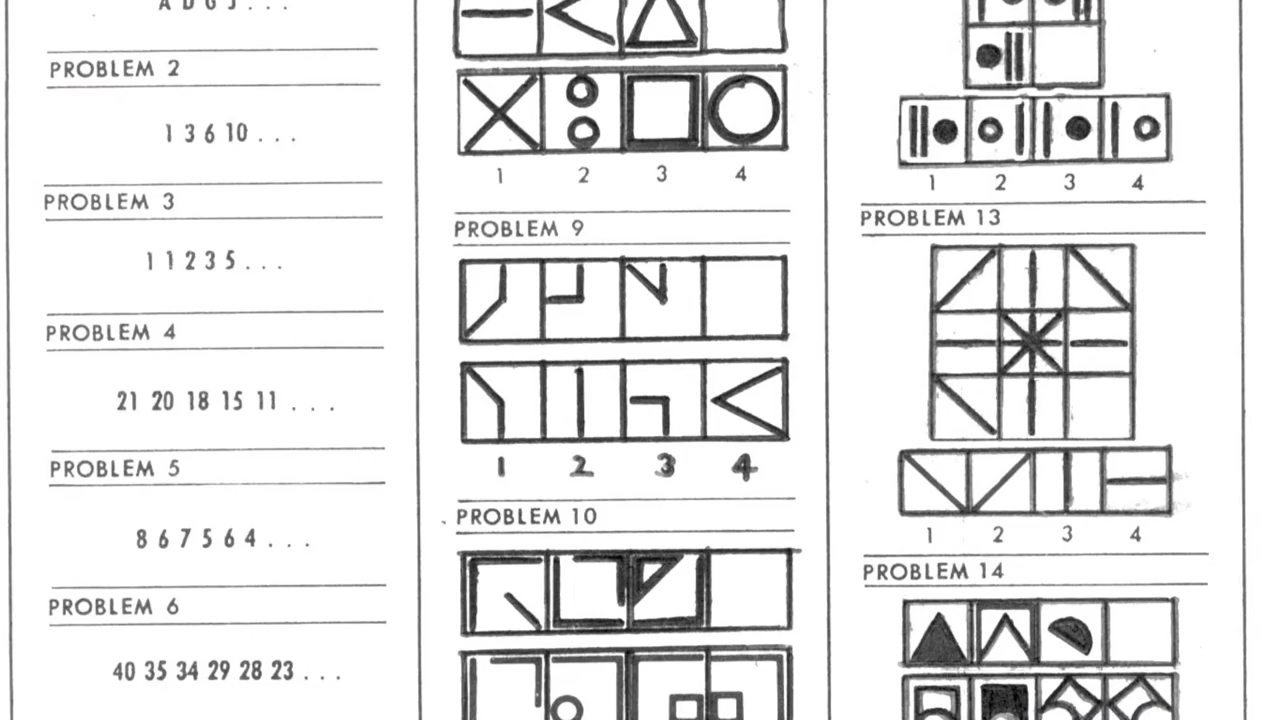 A D G J . . .
PROBLEM 2
1 3 6 10 . . .
PROBLEM 3
1 1 2 3 5 . . .
PROBLEM 4
21 20 18 15 11 . . .
PROBLEM 5
8 6 7 5 6 4 . . .
PROBLEM 6
40 35 34 29 28 23 . . .
1 2 3 4
PROBLEM 9
1 2 3 4
PROBLEM 10
1 2 3 4
PROBLEM 13
1 2 3 4
PROBLEM 14